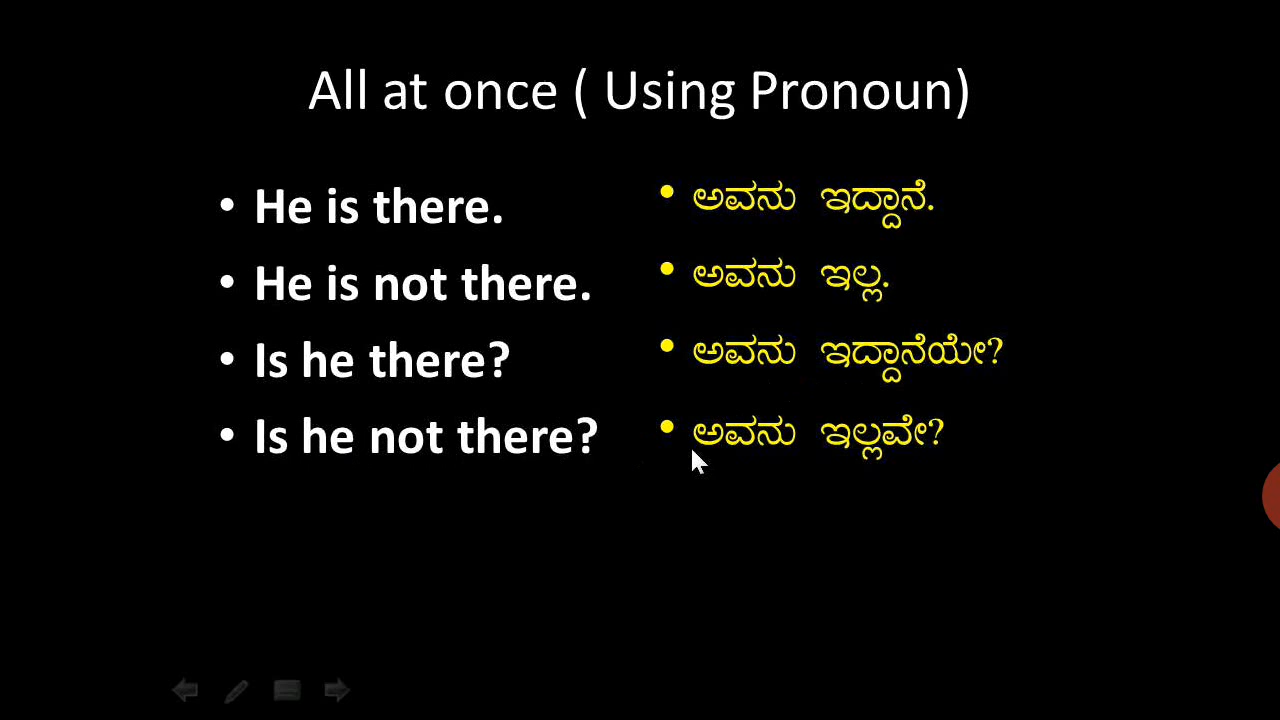 All at once ( Using Pronoun)
• He is there.
• He is not there.
• Is he there?
• Is he not there?
• ಅವನು ಇದ್ದಾನೆ.
• ಅವನು ಇಲ್ಲ.
• ಅವನು ಇದ್ದಾನೆಯೇ?
• ಅವನು ಇಲ್ಲವೇ?